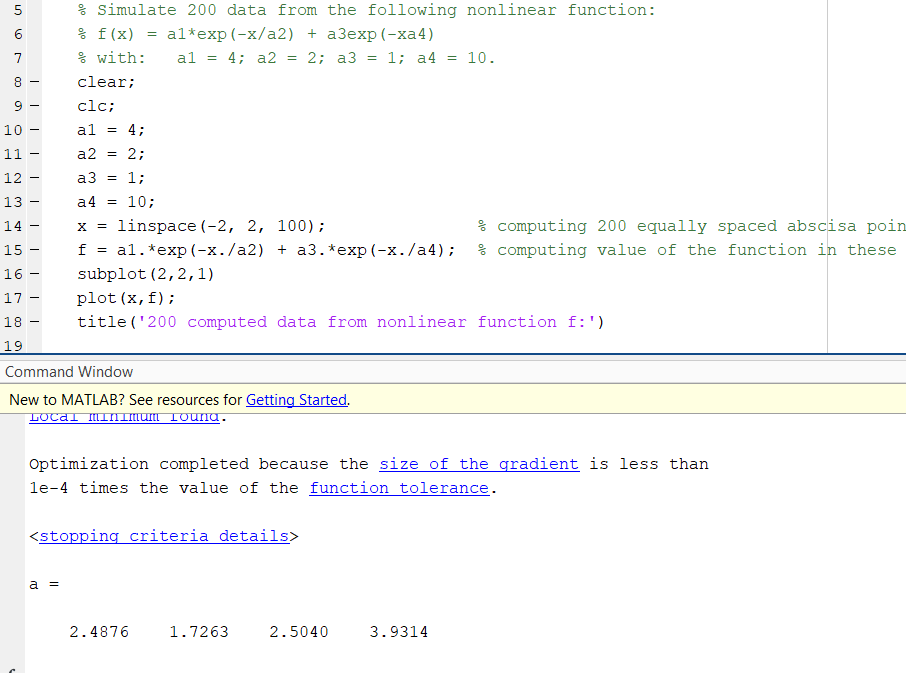 5 % Simulate 200 data from the following nonlinear function:
6 % f(x) = a1*exp(-x/a2) + a3exp(-xa4)
7 % with:   a1 = 4; a2 = 2; a3 = 1; a4 = 10.
8 – clear;
9 – clc;
10 – a1 = 4;
11 – a2 = 2;
12 – a3 = 1;
13 – a4 = 10;
14 – x = linspace(-2, 2, 100);               % computing 200 equally spaced abscisa poin
15 – f = a1.*exp(-x./a2) + a3.*exp(-x./a4);  % computing value of the function in these
16 – subplot(2,2,1)
17 – plot(x,f);
18 – title('200 computed data from nonlinear function f:')
19
Command Window
New to MATLAB? See resources for Getting Started.
Local minimum found.
Optimization completed because the size of the gradient is less than
1e-4 times the value of the function tolerance.
<stopping criteria details>
a =
2.4876    1.7263    2.5040    3.9314